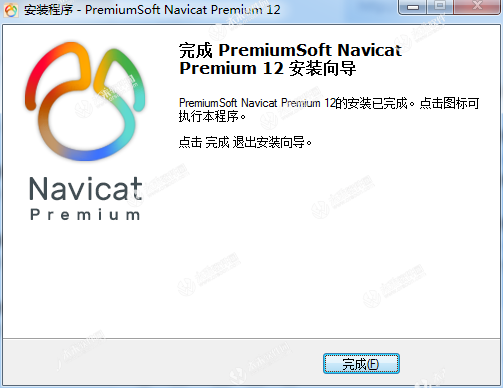 安装程序 - PremiumSoft Navicat Premium 12
完成 PremiumSoft Navicat
Premium 12 安装向导
PremiumSoft Navicat Premium 12的安装已完成。点击图标可
执行本程序。
点击 完成 退出安装向导。
Navicat
Premium
完成(F)